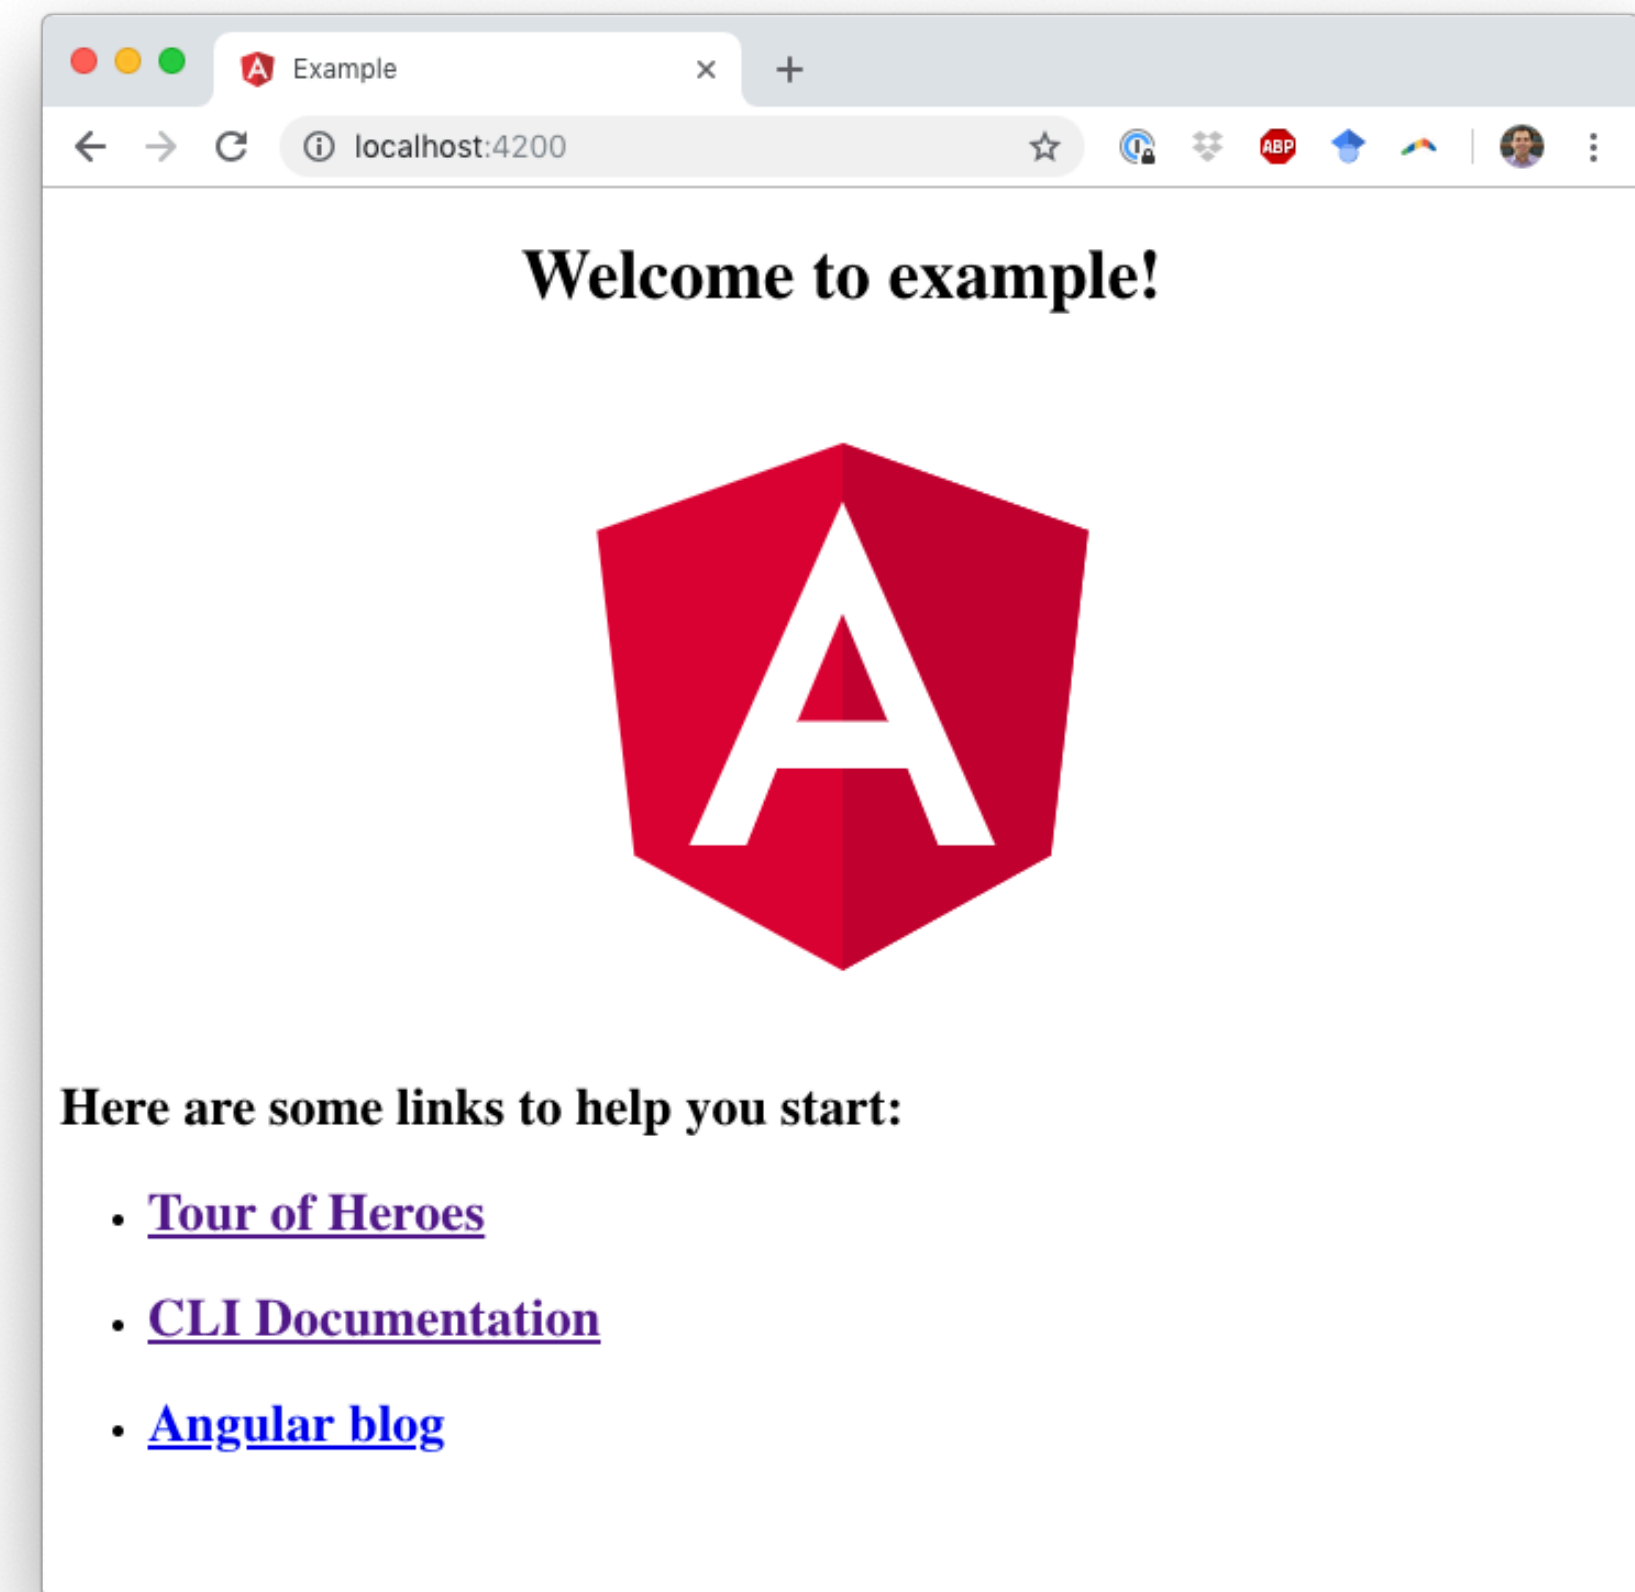 Example
localhost:4200
ABP
Welcome to example!
A
Here are some links to help you start:
Tour of Heroes
CLI Documentation
Angular blog